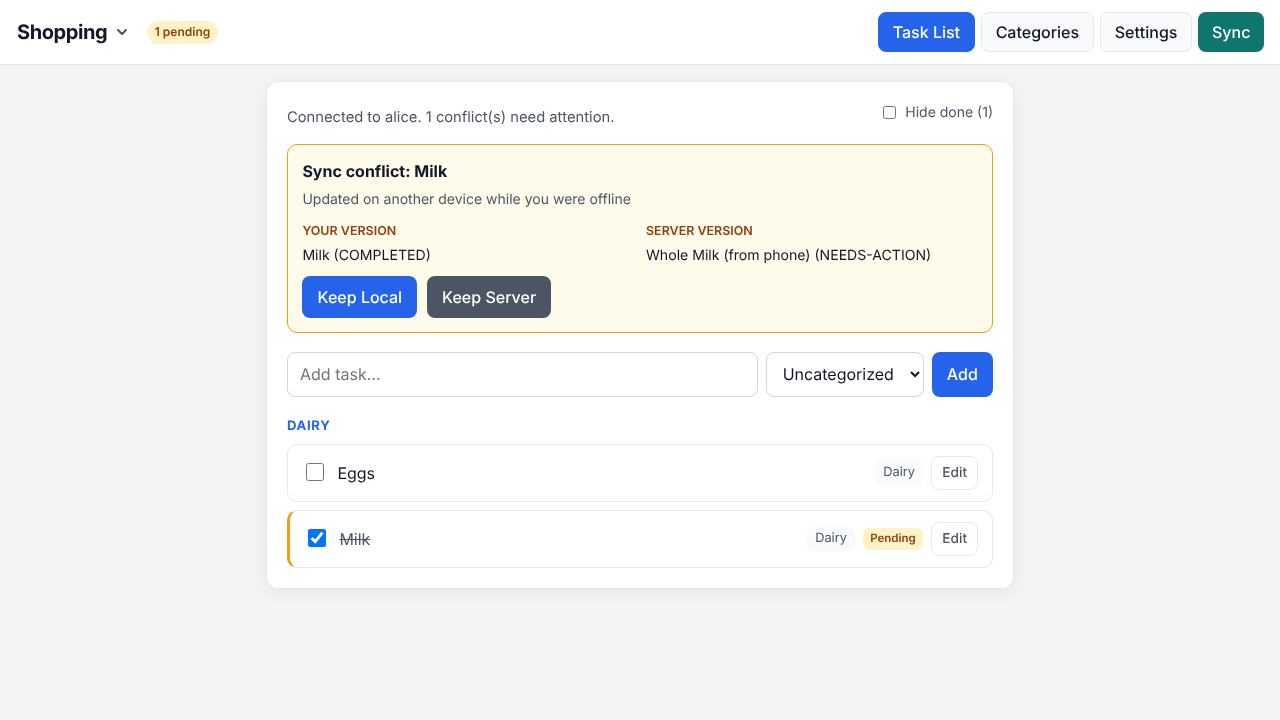 Shopping
1 pending
Task List
Categories
Settings
Sync
Connected to alice. 1 conflict(s) need attention.
Hide done (1)
Sync conflict: Milk
Updated on another device while you were offline
YOUR VERSION
SERVER VERSION
Milk (COMPLETED)
Whole Milk (from phone) (NEEDS-ACTION)
Keep Local
Keep Server
Add task...
Uncategorized
Add
DAIRY
Eggs
Dairy
Edit
Milk
Dairy
Pending
Edit